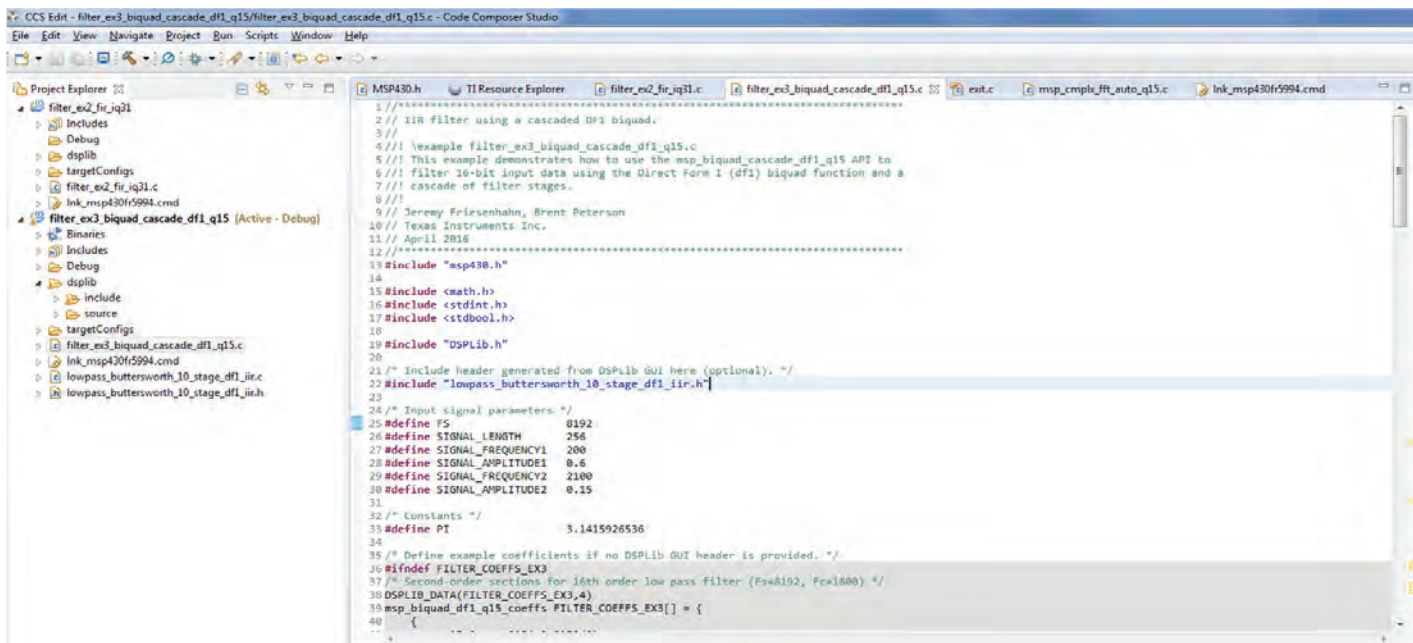 CCS Edit - filter_ex3_biquad_cascade_df1_q15/filter_ex3_biquad_cascade_df1_q15.c - Code Composer Studio
File Edit View Navigate Project Run Scripts Window Help
Project Explorer
filter_ex2_fir_iq31
Includes
Debug
dsplib
targetConfigs
filter_ex2_fir_iq31.c
lnk_msp430fr5994.cmd
filter_ex3_biquad_cascade_df1_q15 [Active - Debug]
Binaries
Includes
Debug
dsplib
include
source
targetConfigs
filter_ex3_biquad_cascade_df1_q15.c
lnk_msp430fr5994.cmd
lowpass_buttersworth_10_stage_df1_iir.c
lowpass_buttersworth_10_stage_df1_iir.h
MSP430.h TI Resource Explorer filter_ex2_fir_iq31.c filter_ex3_biquad_cascade_df1_q15.c exit.c msp_cmplx_fft_auto_q15.c lnk_msp430fr5994.cmd
1 //******************************************************************************
2 // IIR filter using a cascaded DF1 biquad.
3 //
4 //! \example filter_ex3_biquad_cascade_df1_q15.c
5 //! This example demonstrates how to use the msp_biquad_cascade_df1_q15 API to
6 //! filter 16-bit input data using the Direct Form I (df1) biquad function and a
7 //! cascade of filter stages.
8 //!
9 // Jeremy Friesenhahn, Brent Peterson
10 // Texas Instruments Inc.
11 // April 2016
12 //******************************************************************************
13 #include "msp430.h"
14
15 #include <math.h>
16 #include <stdint.h>
17 #include <stdbool.h>
18
19 #include "DSPLib.h"
20
21 /* Include header generated from DSPLib GUI here (optional). */
22 #include "lowpass_buttersworth_10_stage_df1_iir.h"
23
24 /* Input signal parameters */
25 #define FS 8192
26 #define SIGNAL_LENGTH 256
27 #define SIGNAL_FREQUENCY1 200
28 #define SIGNAL_AMPLITUDE1 0.6
29 #define SIGNAL_FREQUENCY2 2100
30 #define SIGNAL_AMPLITUDE2 0.15
31
32 /* Constants */
33 #define PI 3.1415926536
34
35 /* Define example coefficients if no DSPLib GUI header is provided. */
36 #ifndef FILTER_COEFFS_EX3
37 /* Second-order sections for 16th order low pass filter (Fs=8192, Fc=1800) */
38 DSPLIB_DATA(FILTER_COEFFS_EX3,4)
39 msp_biquad_df1_q15_coeffs FILTER_COEFFS_EX3[] = {
40 {